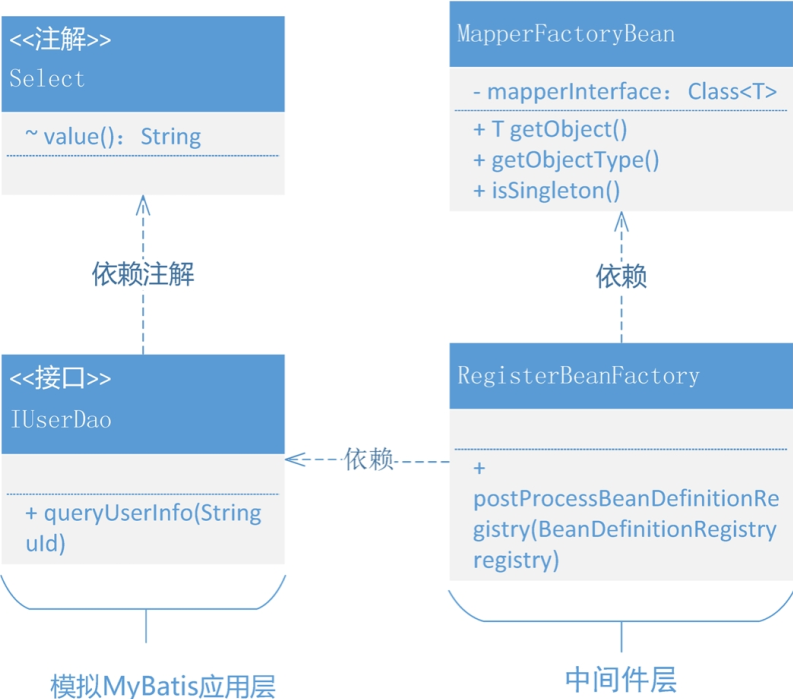 <<注解>>
Select
~ value()：String
依赖注解
<<接口>>
IUserDao
+ queryUserInfo(String
uId)
模拟MyBatis应用层
MapperFactoryBean
- mapperInterface：Class<T>
+ T getObject()
+ getObjectType()
+ isSingleton()
依赖
RegisterBeanFactory
依赖
+
postProcessBeanDefinitionRe
gistry(BeanDefinitionRegistry
registry)
中间件层